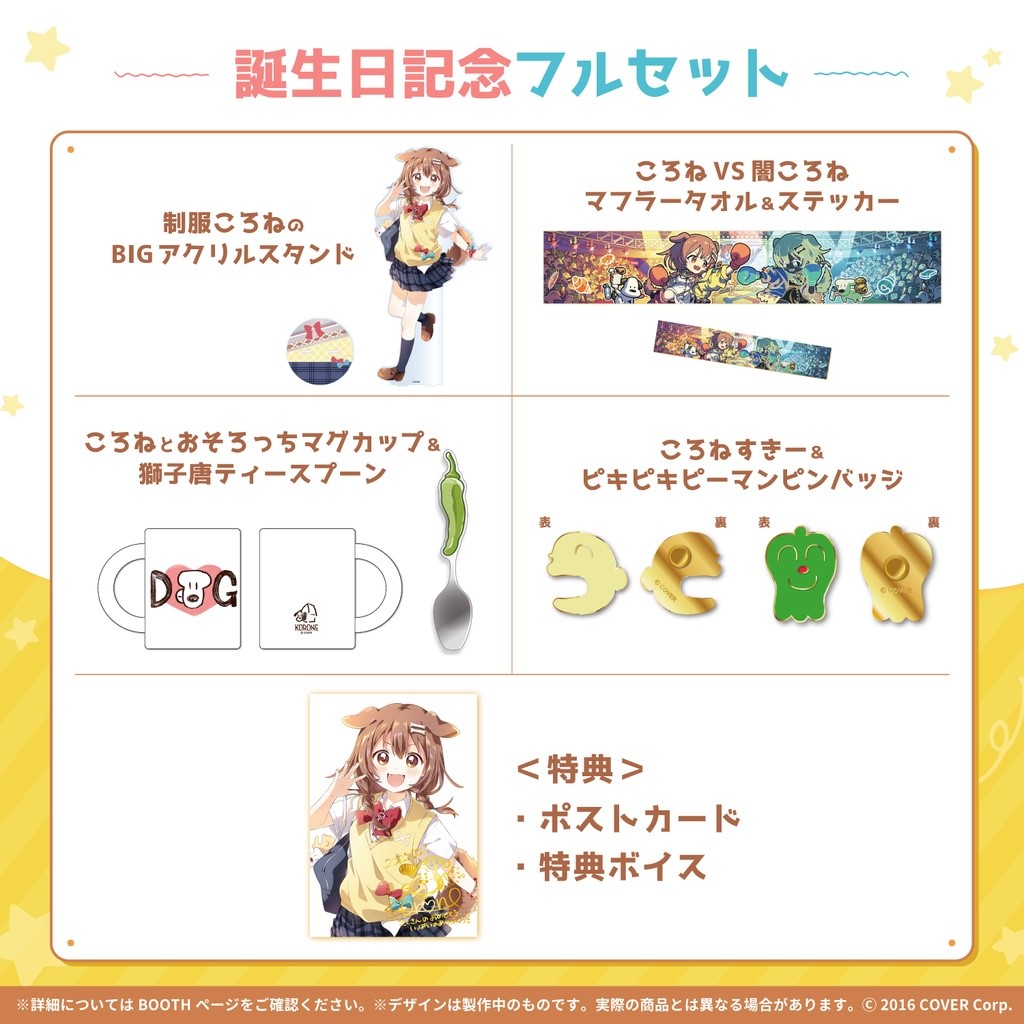 誕生日記念フルセット
制服ころねの
BIGアクリルスタンド
ころね VS 闇ころね
マフラータオル&ステッカー
ころねとおそろっちマグカップ&
獅子唐ティースプーン
DOG
KORONE
© COVER
ころねすきー&
ピキピキピーマンピンバッジ
表
裏
表
裏
© COVER
© COVER
＜特典＞
・ポストカード
・特典ボイス
※詳細については BOOTH ページをご確認ください。※デザインは製作中のものです。実際の商品とは異なる場合があります。© 2016 COVER Corp.